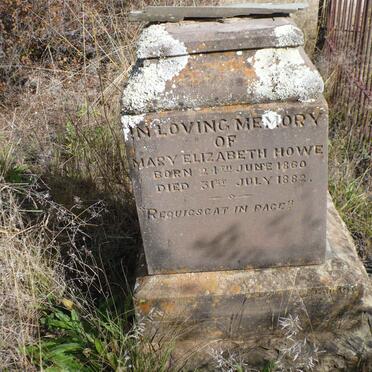 IN LOVING MEMORY
OF
MARY ELIZABETH HOWE
BORN 24TH JUNE 1860
DIED 31ST JULY 1882.
"REQUIESCAT IN PACE"